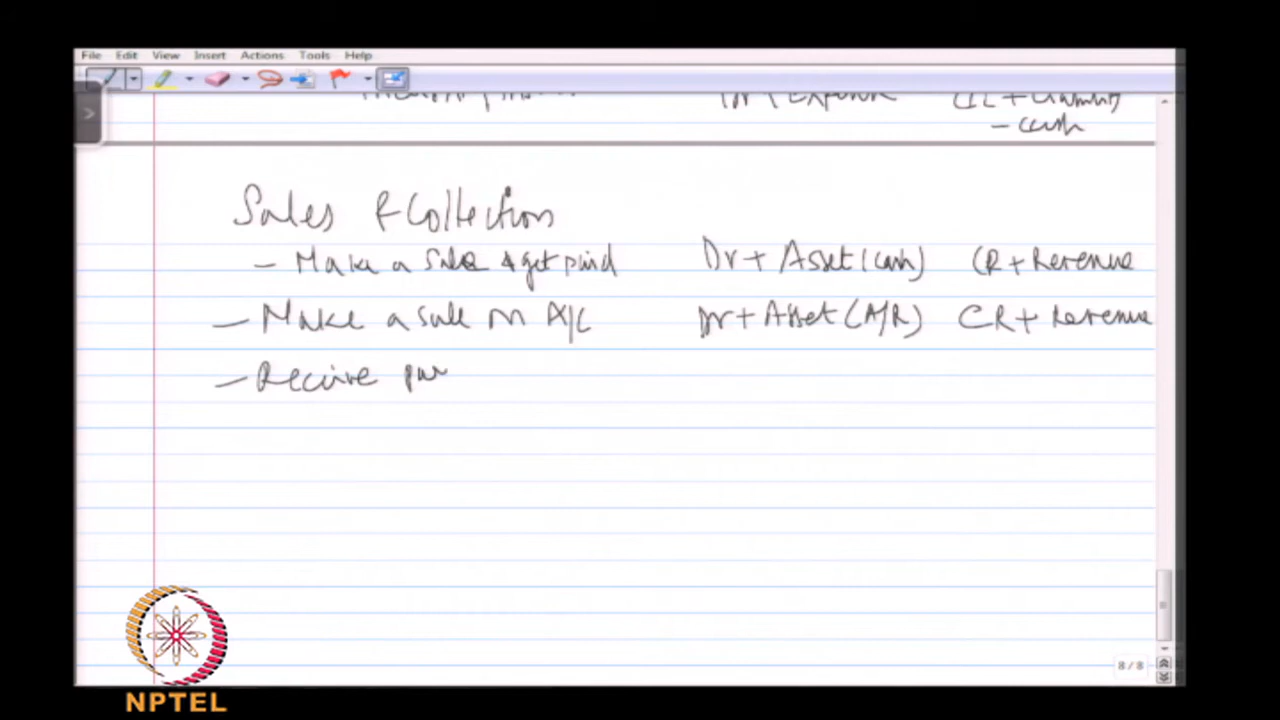 File Edit View Insert Actions Tools Help
- cash
Sales & Collection
- Make a Sale & get paid Dr + Asset (cash) CR + Revenue
- Make a sale on A/C Dr + Asset (A/R) CR + Revenue
- Receive
8/8
NPTEL